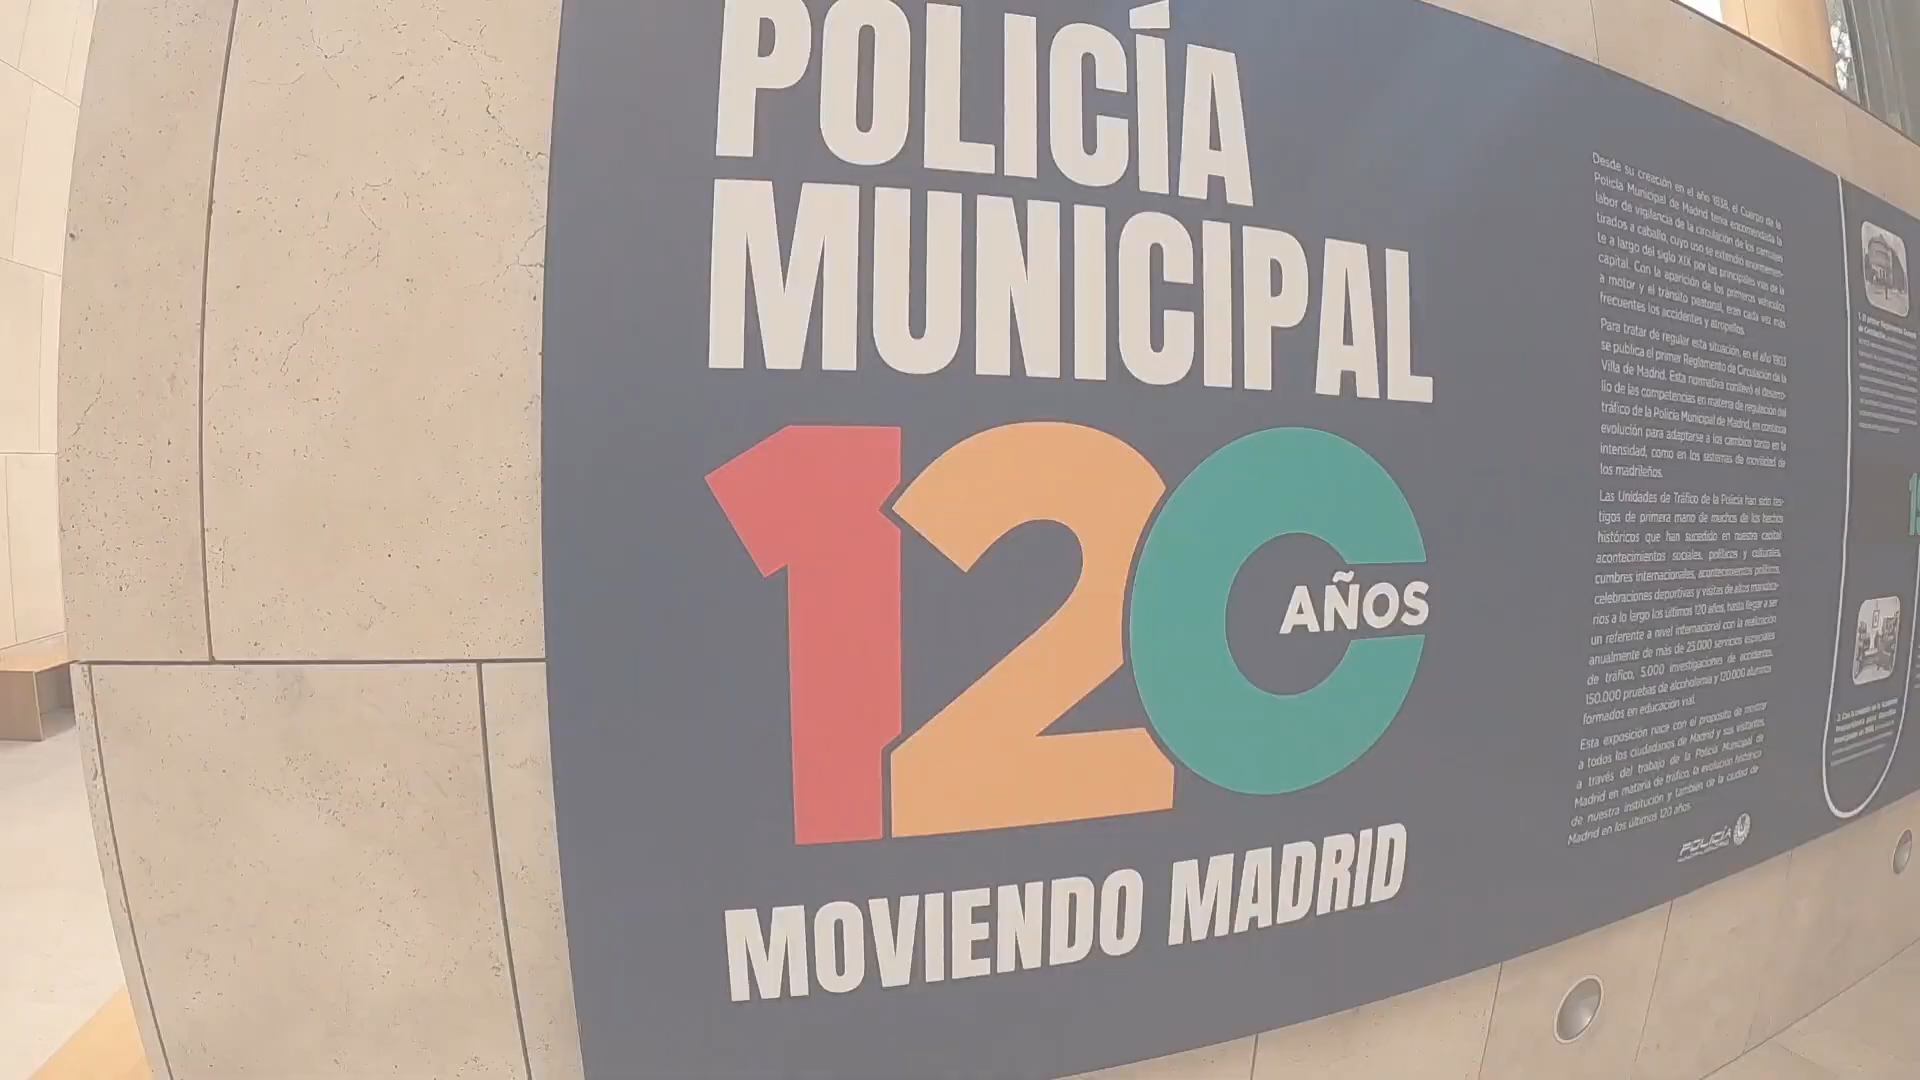 POLICÍA
MUNICIPAL
120
AÑOS
MOVIENDO MADRID
Desde su creación en el año 1838, el Cuerpo de la
Policía Municipal de Madrid tenía encomendada la
labor de vigilancia de la circulación de los carruajes
tirados a caballo, cuyo uso se extendió enormemen-
te a largo del siglo XIX por las principales vías de la
capital. Con la aparición de los primeros vehículos
a motor y el tránsito peatonal, eran cada vez más
frecuentes los accidentes y atropellos.
Para tratar de regular esta situación, en el año 1903
se publica el primer Reglamento de Circulación de la
Villa de Madrid. Esta normativa conllevó el desarro-
llo de las competencias en materia de regulación del
tráfico de la Policía Municipal de Madrid, en continua
evolución para adaptarse a los cambios tanto en la
intensidad, como en los sistemas de movilidad de
los madrileños.
Las Unidades de Tráfico de la Policía han sido tes-
tigos de primera mano de muchos de los hechos
históricos que han sucedido en nuestra capital:
acontecimientos sociales, políticos y culturales,
cumbres internacionales, acontecimientos políticos,
celebraciones deportivas y visitas de altos mandata-
rios a lo largo los últimos 120 años, hasta llegar a ser
un referente a nivel internacional con la realización
anualmente de más de 25.000 servicios especiales
de tráfico, 5.000 investigaciones de accidentes,
150.000 pruebas de alcoholemia y 120.000 alumnos
formados en educación vial.
Esta exposición nace con el propósito de mostrar
a todos los ciudadanos de Madrid y sus visitantes,
a través del trabajo de la Policía Municipal de
Madrid en materia de tráfico, la evolución histórica
de nuestra institución y también de la ciudad de
Madrid en los últimos 120 años.
POLICÍA
1. El primer Reglamento General